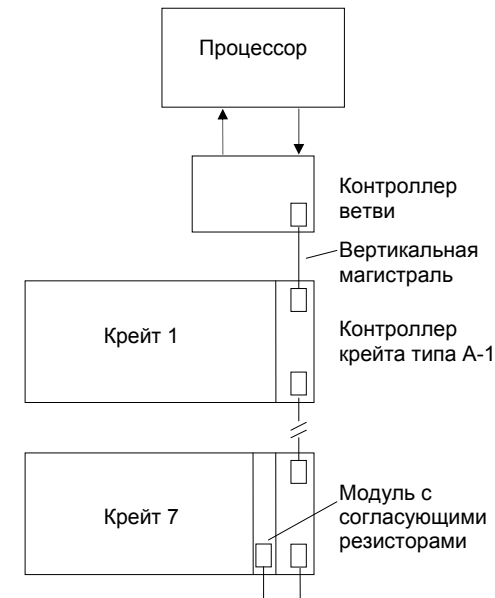 Процессор
Контроллер
ветви
Вертикальная
магистраль
Крейт 1
Контроллер
крейта типа А-1
Крейт 7
Модуль с
согласующими
резисторами